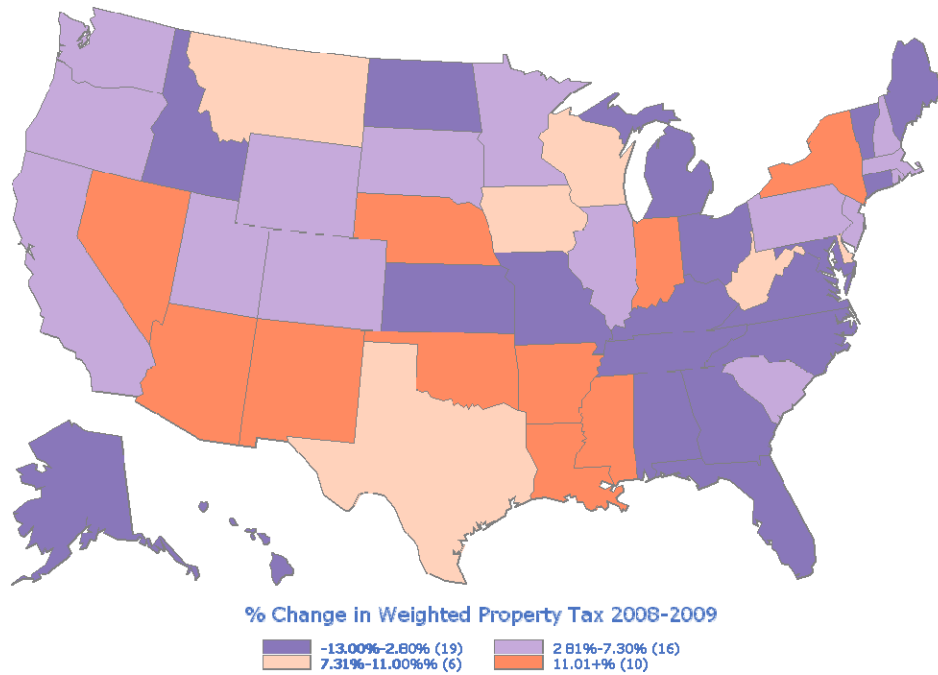 % Change in Weighted Property Tax 2008-2009
-13.00%-2.80% (19)
2 81%-7.30% (16)
7.31%-11.00%% (6)
11.01+% (10)